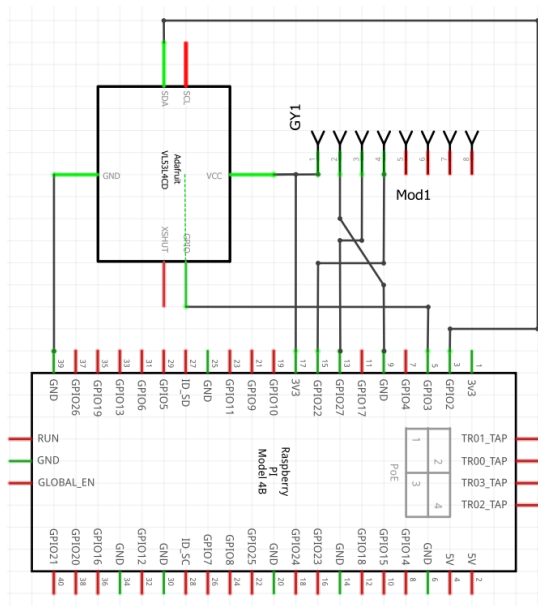 SDA
SCL
Adafruit
VL53L4CD
GND
VCC
XSHUT
GPIO
GY1
1
2
3
4
5
6
7
8
Mod1
39
37
35
33
31
29
27
25
23
21
19
17
15
13
11
9
7
5
3
1
GND
GPIO26
GPIO19
GPIO13
GPIO6
GPIO5
ID_SD
GND
GPIO11
GPIO9
GPIO10
3V3
GPIO22
GPIO27
GPIO17
GND
GPIO4
GPIO3
GPIO2
3V3
RUN
GND
GLOBAL_EN
Raspberry
PI
Model 4B
PoE
1
2
3
4
TR01_TAP
TR00_TAP
TR03_TAP
TR02_TAP
GPIO21
GPIO20
GPIO16
GND
GPIO12
GND
ID_SC
GPIO7
GPIO8
GPIO25
GND
GPIO24
GPIO23
GND
GPIO18
GPIO15
GPIO14
GND
5V
5V
40
38
36
34
32
30
28
26
24
22
20
18
16
14
12
10
8
6
4
2